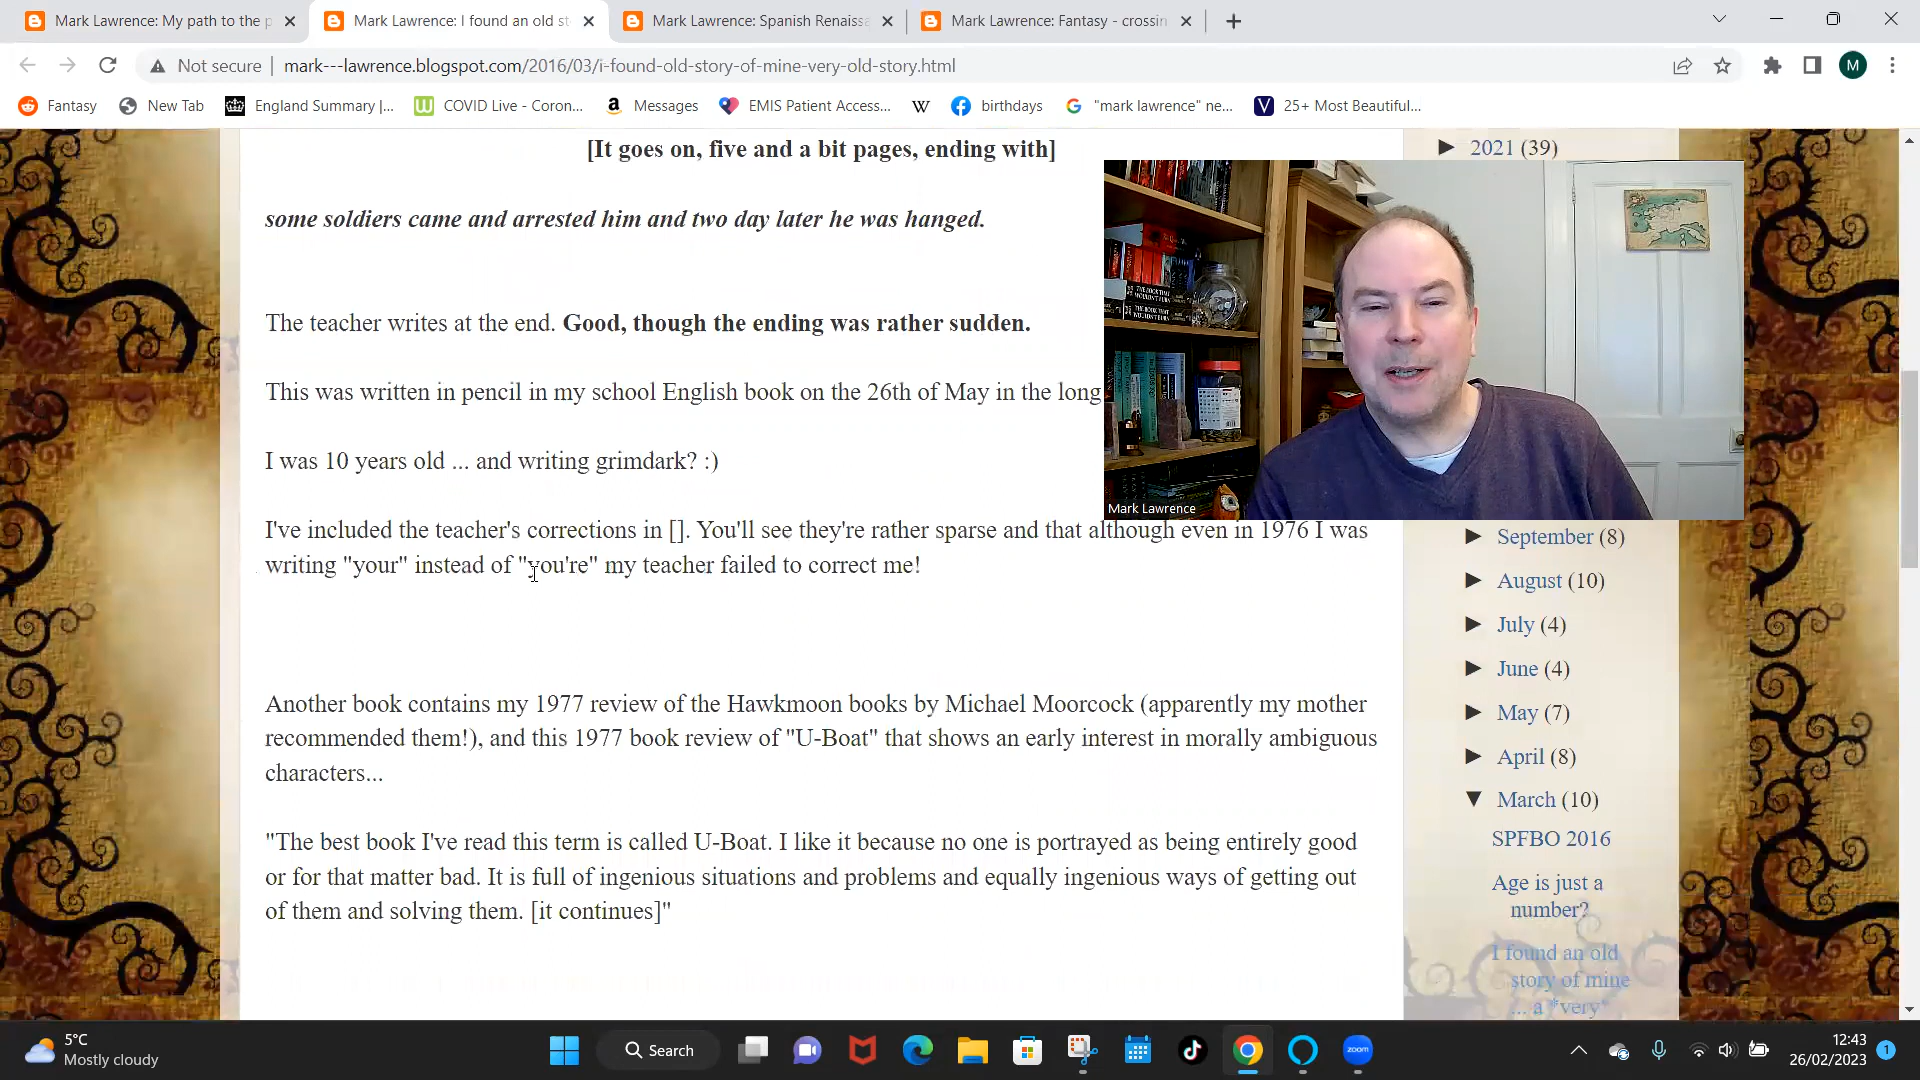 Mark Lawrence: My path to the p
Mark Lawrence: I found an old st
Mark Lawrence: Spanish Renaiss
Mark Lawrence: Fantasy - crossin
Not secure
mark---lawrence.blogspot.com/2016/03/i-found-old-story-of-mine-very-old-story.html
M
Fantasy
New Tab
England Summary |...
COVID Live - Coron...
Messages
EMIS Patient Access...
W
birthdays
"mark lawrence" ne...
25+ Most Beautiful...
[It goes on, five and a bit pages, ending with]
some soldiers came and arrested him and two day later he was hanged.
The teacher writes at the end. Good, though the ending was rather sudden.
This was written in pencil in my school English book on the 26th of May in the long
I was 10 years old ... and writing grimdark? :)
I've included the teacher's corrections in []. You'll see they're rather sparse and that although even in 1976 I was
writing "your" instead of "you're" my teacher failed to correct me!
Another book contains my 1977 review of the Hawkmoon books by Michael Moorcock (apparently my mother
recommended them!), and this 1977 book review of "U-Boat" that shows an early interest in morally ambiguous
characters...
"The best book I've read this term is called U-Boat. I like it because no one is portrayed as being entirely good
or for that matter bad. It is full of ingenious situations and problems and equally ingenious ways of getting out
of them and solving them. [it continues]"
► 2021 (39)
THE BOOK THAT
WOULDN'T BURN
THE BOOK THAT
WOULDN'T BURN
Mark Lawrence
► September (8)
► August (10)
► July (4)
► June (4)
► May (7)
► April (8)
▼ March (10)
SPFBO 2016
Age is just a
number?
I found an old
story of mine
... a *very*
5°C
Mostly cloudy
Search
zoom
12:43
26/02/2023
1